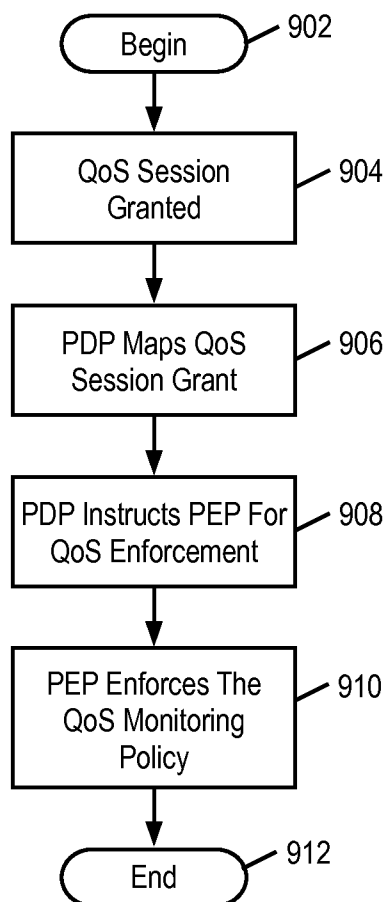 Begin
902
QoS Session
Granted
904
PDP Maps QoS
Session Grant
906
PDP Instructs PEP For
QoS Enforcement
908
PEP Enforces The
QoS Monitoring
Policy
910
End
912